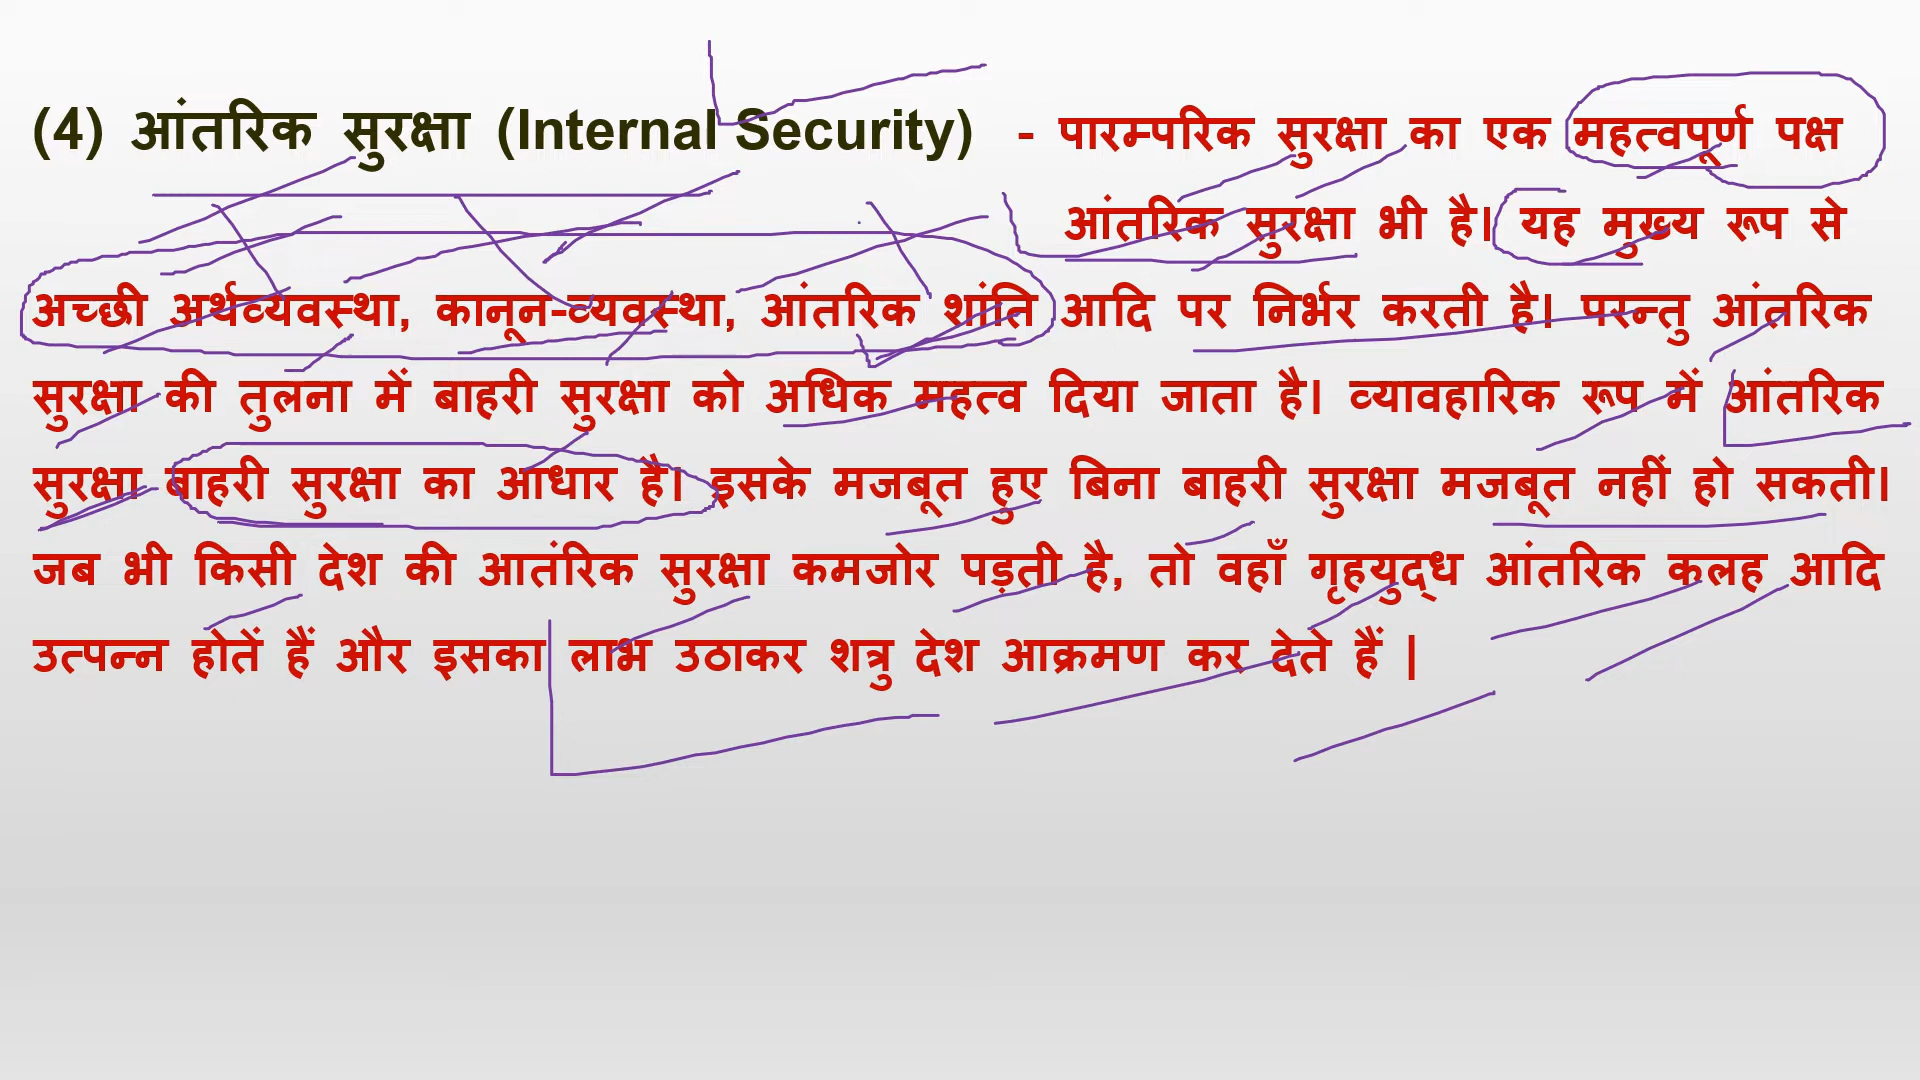 (4) आंतरिक सुरक्षा (Internal Security) - पारम्परिक सुरक्षा का एक महत्वपूर्ण पक्ष
आंतरिक सुरक्षा भी है। यह मुख्य रूप से
अच्छी अर्थव्यवस्था, कानून-व्यवस्था, आंतरिक शांति आदि पर निर्भर करती है। परन्तु आंतरिक
सुरक्षा की तुलना में बाहरी सुरक्षा को अधिक महत्व दिया जाता है। व्यावहारिक रूप में आंतरिक
सुरक्षा बाहरी सुरक्षा का आधार है। इसके मजबूत हुए बिना बाहरी सुरक्षा मजबूत नहीं हो सकती।
जब भी किसी देश की आतंरिक सुरक्षा कमजोर पड़ती है, तो वहाँ गृहयुद्ध आंतरिक कलह आदि
उत्पन्न होतें हैं और इसका लाभ उठाकर शत्रु देश आक्रमण कर देते हैं |